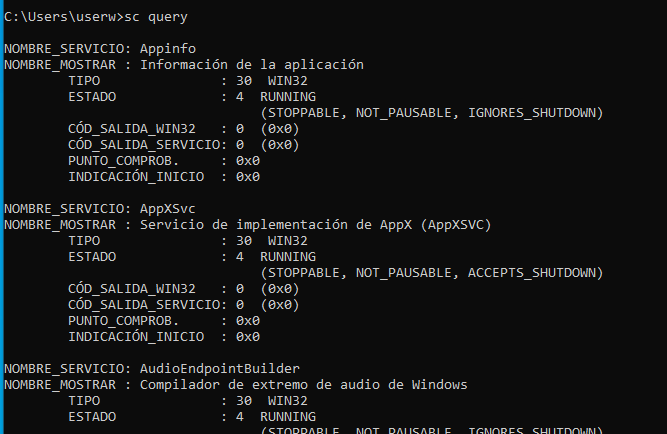 C:\Users\userw>sc query
NOMBRE_SERVICIO: Appinfo
NOMBRE_MOSTRAR : Información de la aplicación
TIPO : 30 WIN32
ESTADO : 4 RUNNING
(STOPPABLE, NOT_PAUSABLE, IGNORES_SHUTDOWN)
CÓD_SALIDA_WIN32 : 0 (0x0)
CÓD_SALIDA_SERVICIO: 0 (0x0)
PUNTO_COMPROB. : 0x0
INDICACIÓN_INICIO : 0x0
NOMBRE_SERVICIO: AppXSvc
NOMBRE_MOSTRAR : Servicio de implementación de AppX (AppXSVC)
TIPO : 30 WIN32
ESTADO : 4 RUNNING
(STOPPABLE, NOT_PAUSABLE, ACCEPTS_SHUTDOWN)
CÓD_SALIDA_WIN32 : 0 (0x0)
CÓD_SALIDA_SERVICIO: 0 (0x0)
PUNTO_COMPROB. : 0x0
INDICACIÓN_INICIO : 0x0
NOMBRE_SERVICIO: AudioEndpointBuilder
NOMBRE_MOSTRAR : Compilador de extremo de audio de Windows
TIPO : 30 WIN32
ESTADO : 4 RUNNING
(STOPPABLE, NOT_PAUSABLE, IGNORES_SHUTDOWN)